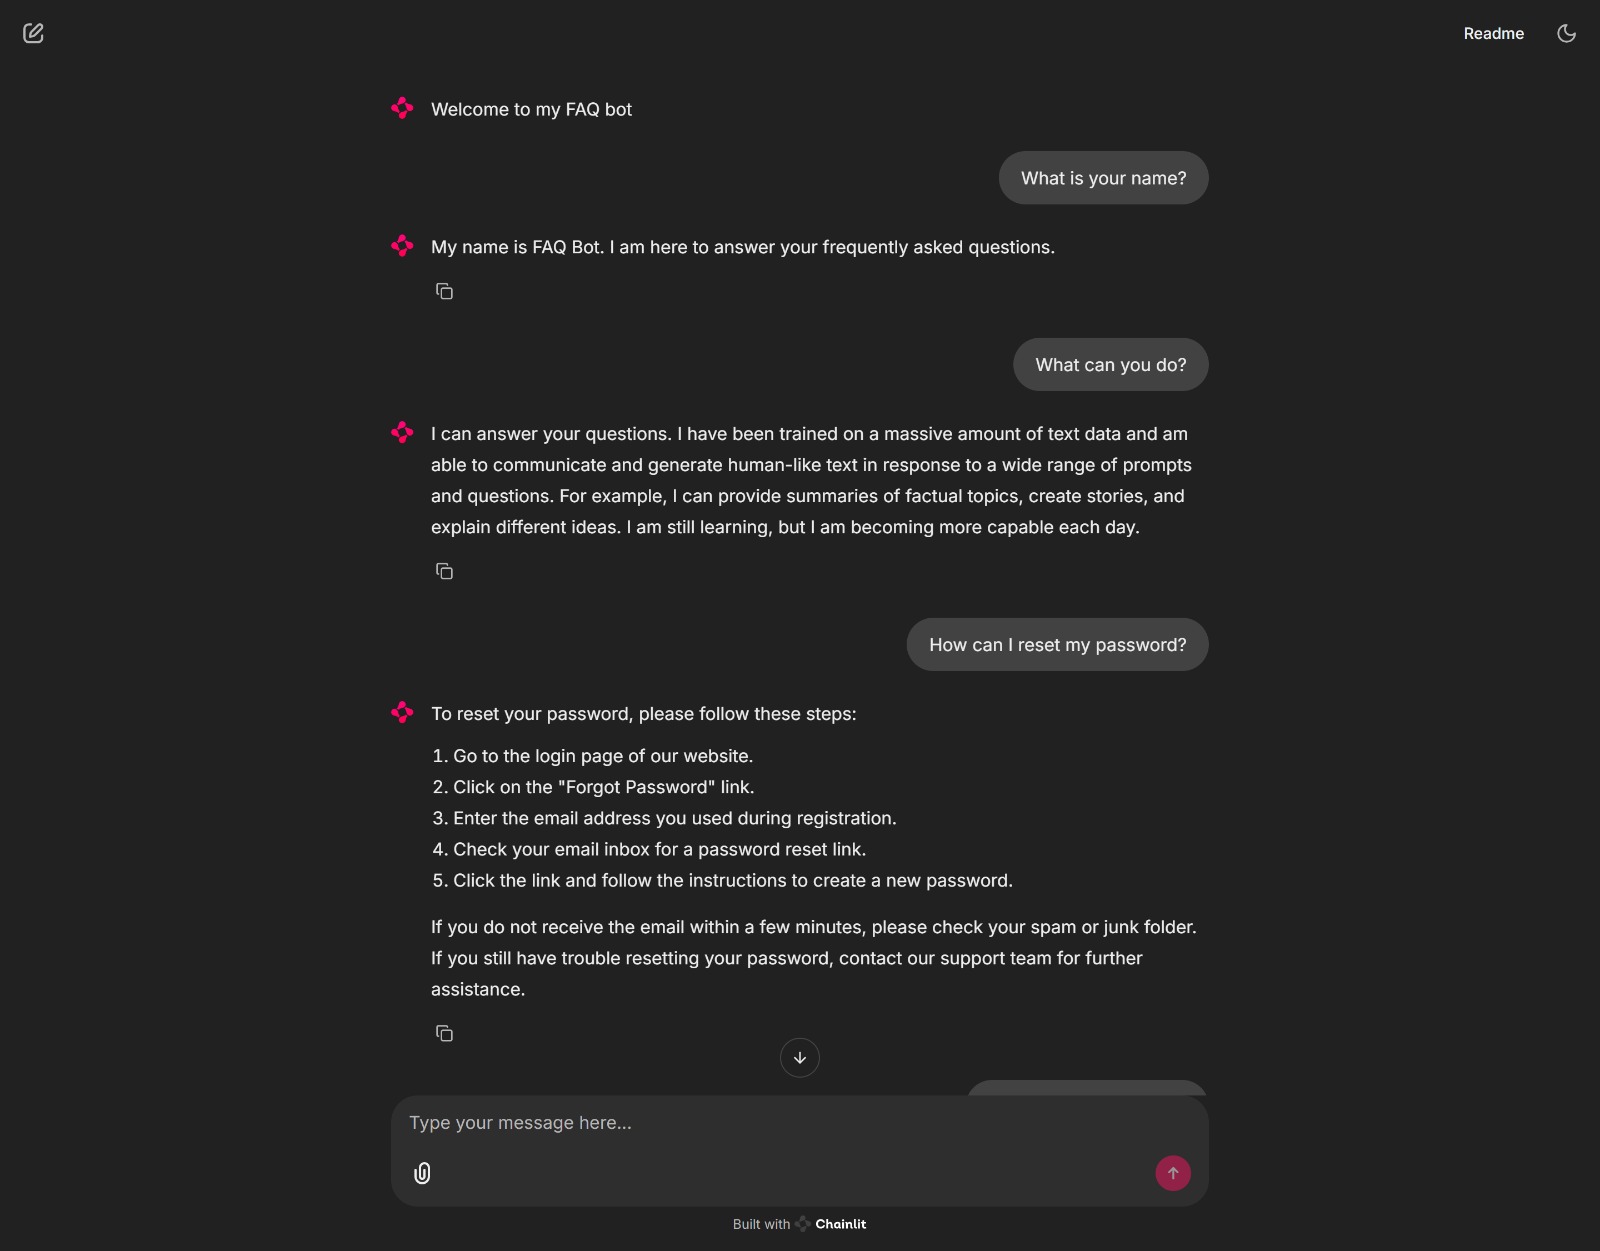 Readme
Welcome to my FAQ bot
What is your name?
My name is FAQ Bot. I am here to answer your frequently asked questions.
What can you do?
I can answer your questions. I have been trained on a massive amount of text data and am
able to communicate and generate human-like text in response to a wide range of prompts
and questions. For example, I can provide summaries of factual topics, create stories, and
explain different ideas. I am still learning, but I am becoming more capable each day.
How can I reset my password?
To reset your password, please follow these steps:
1. Go to the login page of our website.
2. Click on the "Forgot Password" link.
3. Enter the email address you used during registration.
4. Check your email inbox for a password reset link.
5. Click the link and follow the instructions to create a new password.
If you do not receive the email within a few minutes, please check your spam or junk folder.
If you still have trouble resetting your password, contact our support team for further
assistance.
Type your message here...
Built with Chainlit